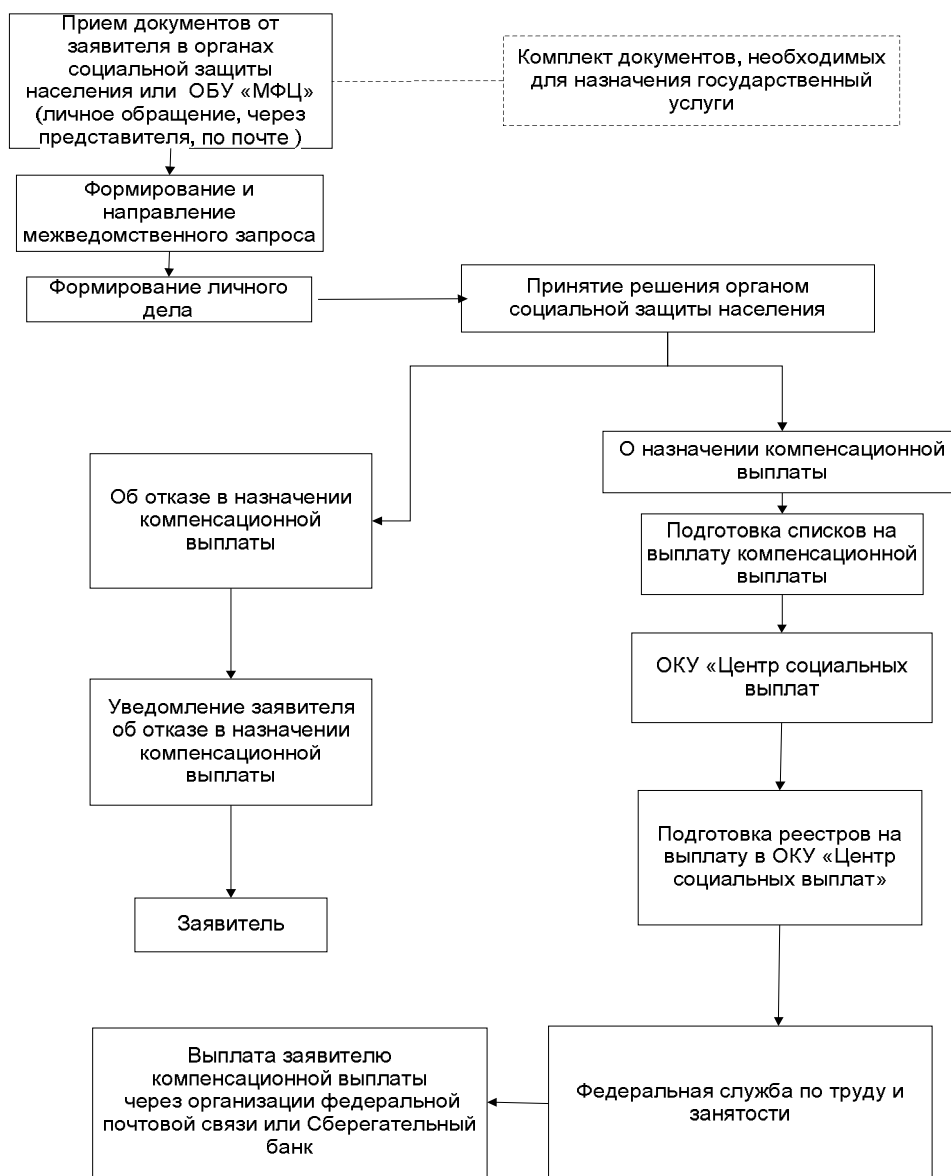 Прием документов от
заявителя в органах
социальной защиты
населения или ОБУ «МФЦ»
(личное обращение, через
представителя, по почте )
Комплект документов, необходимых
для назначения государственный
услуги
Формирование и
направление
межведомственного запроса
Формирование личного
дела
Принятие решения органом
социальной защиты населения
О назначении компенсационной
выплаты
Об отказе в назначении
компенсационной
выплаты
Подготовка списков на
выплату компенсационной
выплаты
ОКУ «Центр социальных
выплат
Уведомление заявителя
об отказе в назначении
компенсационной
выплаты
Подготовка реестров на
выплату в ОКУ «Центр
социальных выплат»
Заявитель
Выплата заявителю
компенсационной выплаты
через организации федеральной
почтовой связи или Сберегательный
банк
Федеральная служба по труду и
занятости